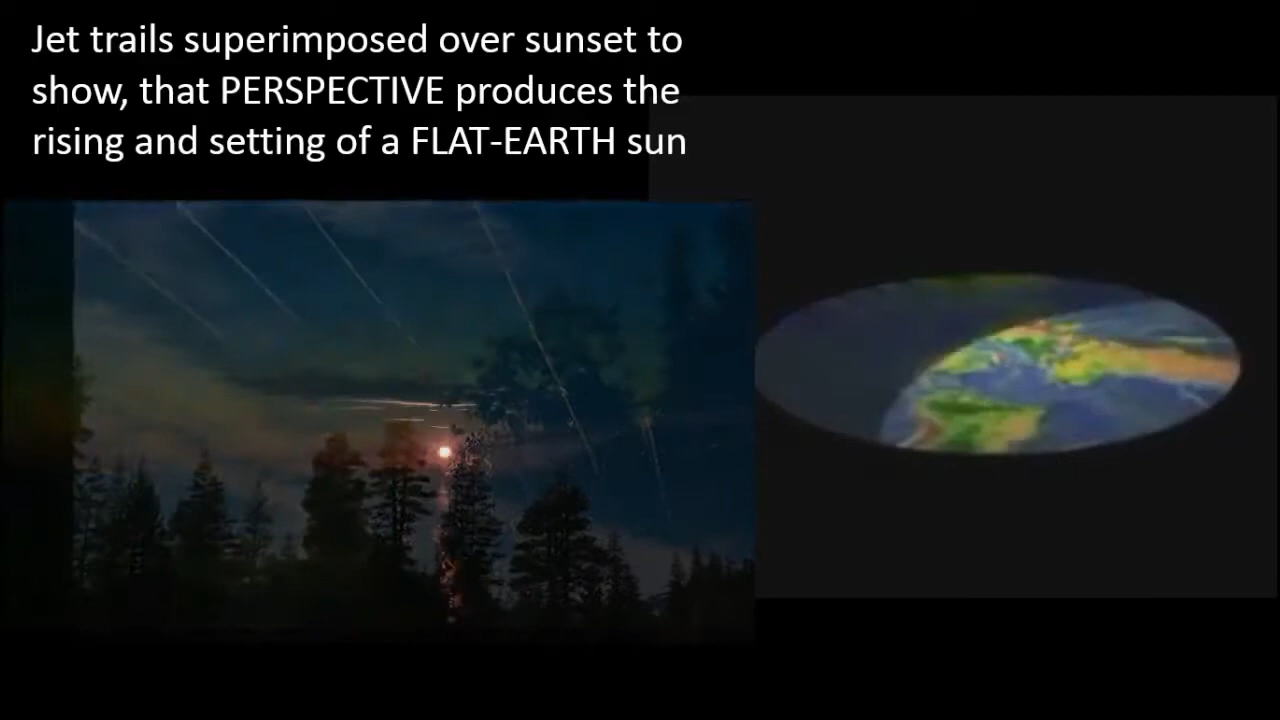 Jet trails superimposed over sunset to
show, that PERSPECTIVE produces the
rising and setting of a FLAT-EARTH sun